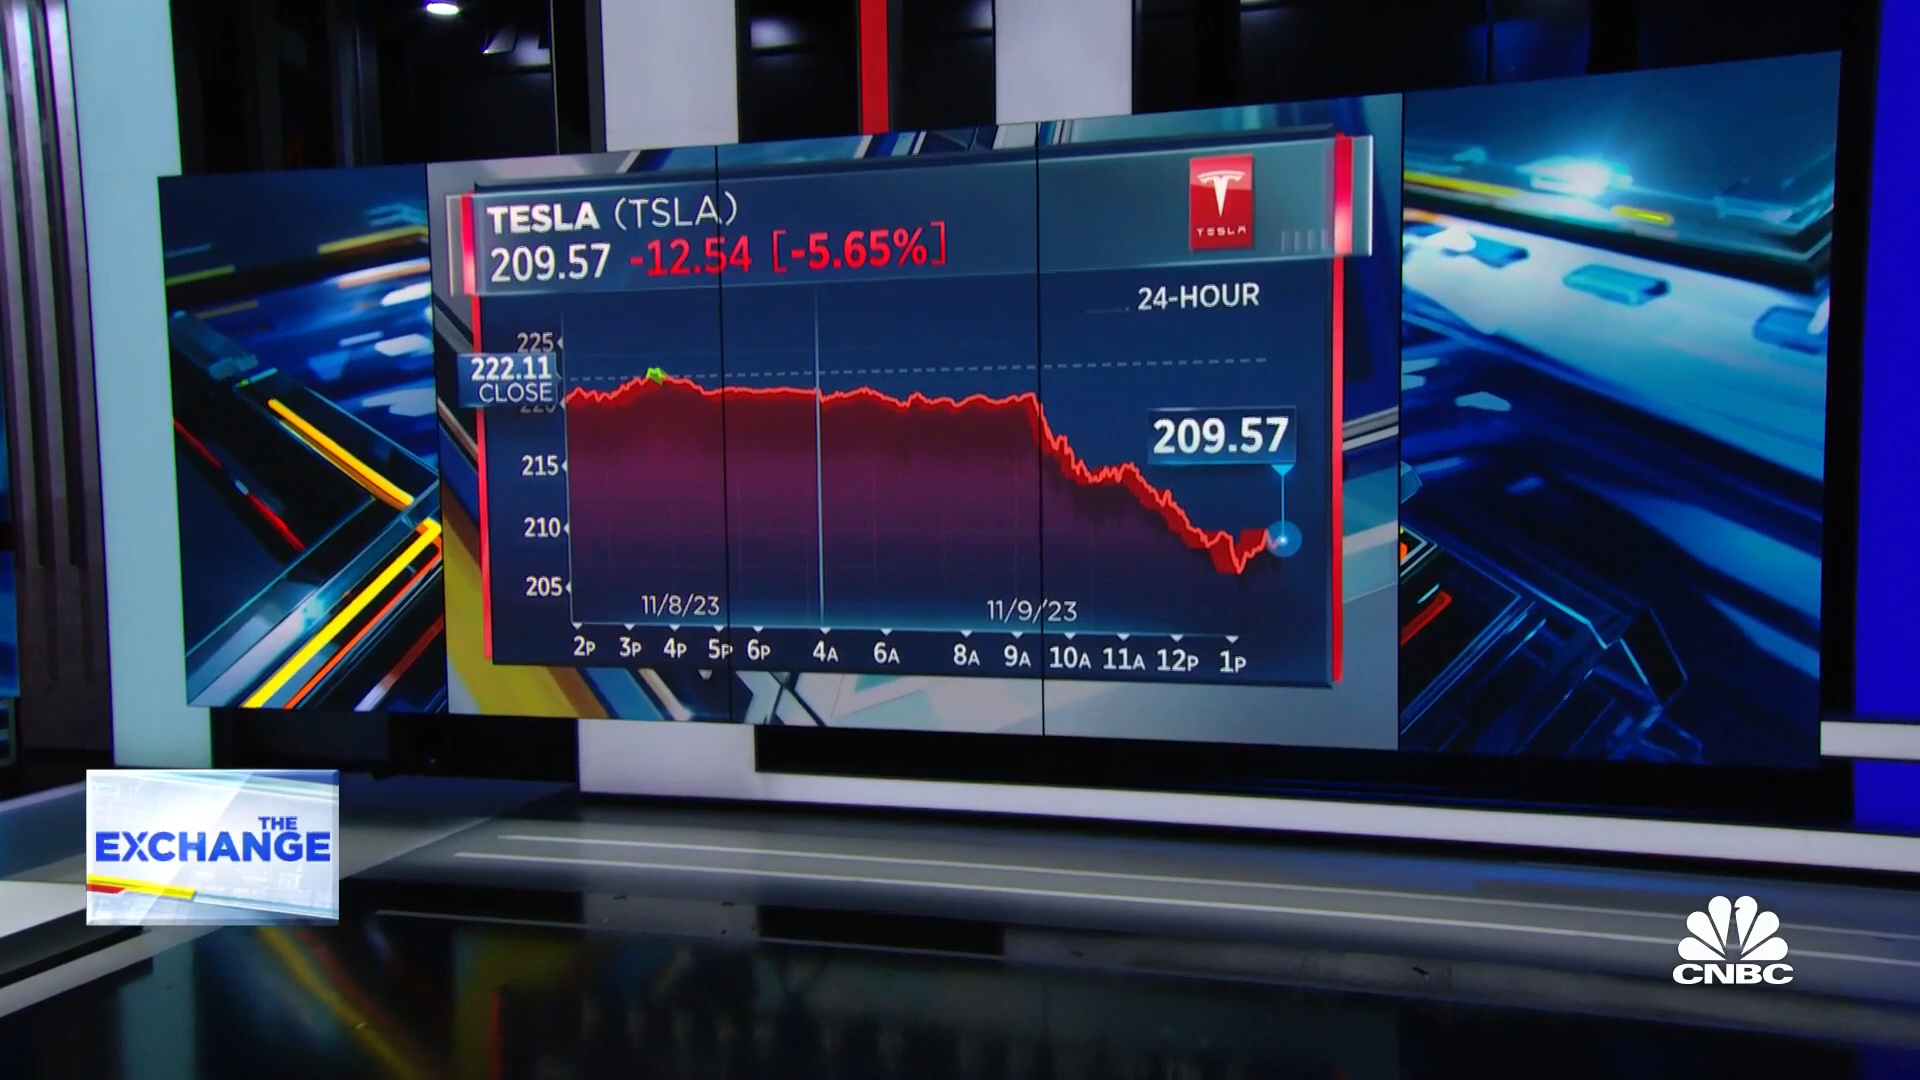 TESLA (TSLA)
209.57 -12.54 [-5.65%]
TESLA
24-HOUR
225
222.11
CLOSE
220
215
210
205
209.57
11/8/23
11/9/23
2P 3P 4P 5P 6P 4A 6A 8A 9A 10A 11A 12P 1P
THE
EXCHANGE
CNBC